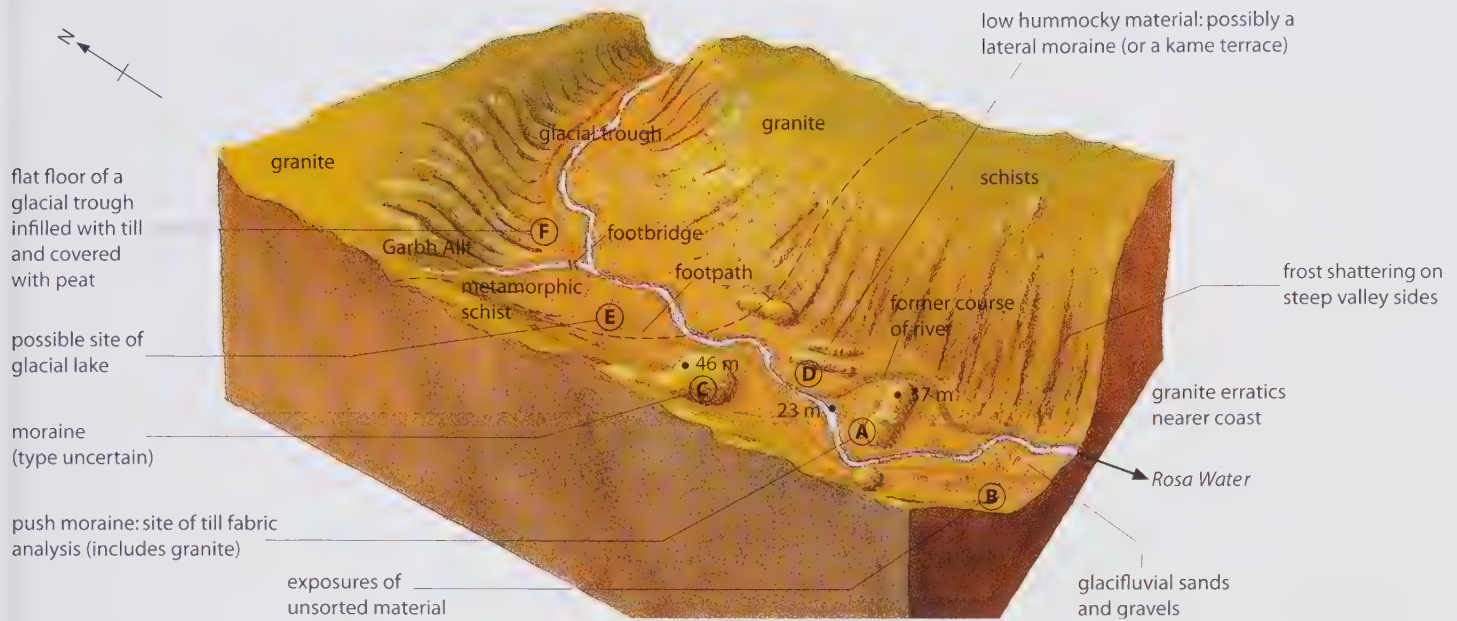 N
low hummocky material: possibly a
lateral moraine (or a kame terrace)
glacial trough
granite
granite
schists
flat floor of a
glacial trough
infilled with till
and covered
with peat
F
footbridge
Garbh Allt
footpath
metamorphic
schist
former course
of river
frost shattering on
steep valley sides
E
possible site of
glacial lake
46 m
C
D
37 m
23 m
A
granite erratics
nearer coast
moraine
(type uncertain)
Rosa Water
B
push moraine: site of till fabric
analysis (includes granite)
exposures of
unsorted material
glacifluvial sands
and gravels